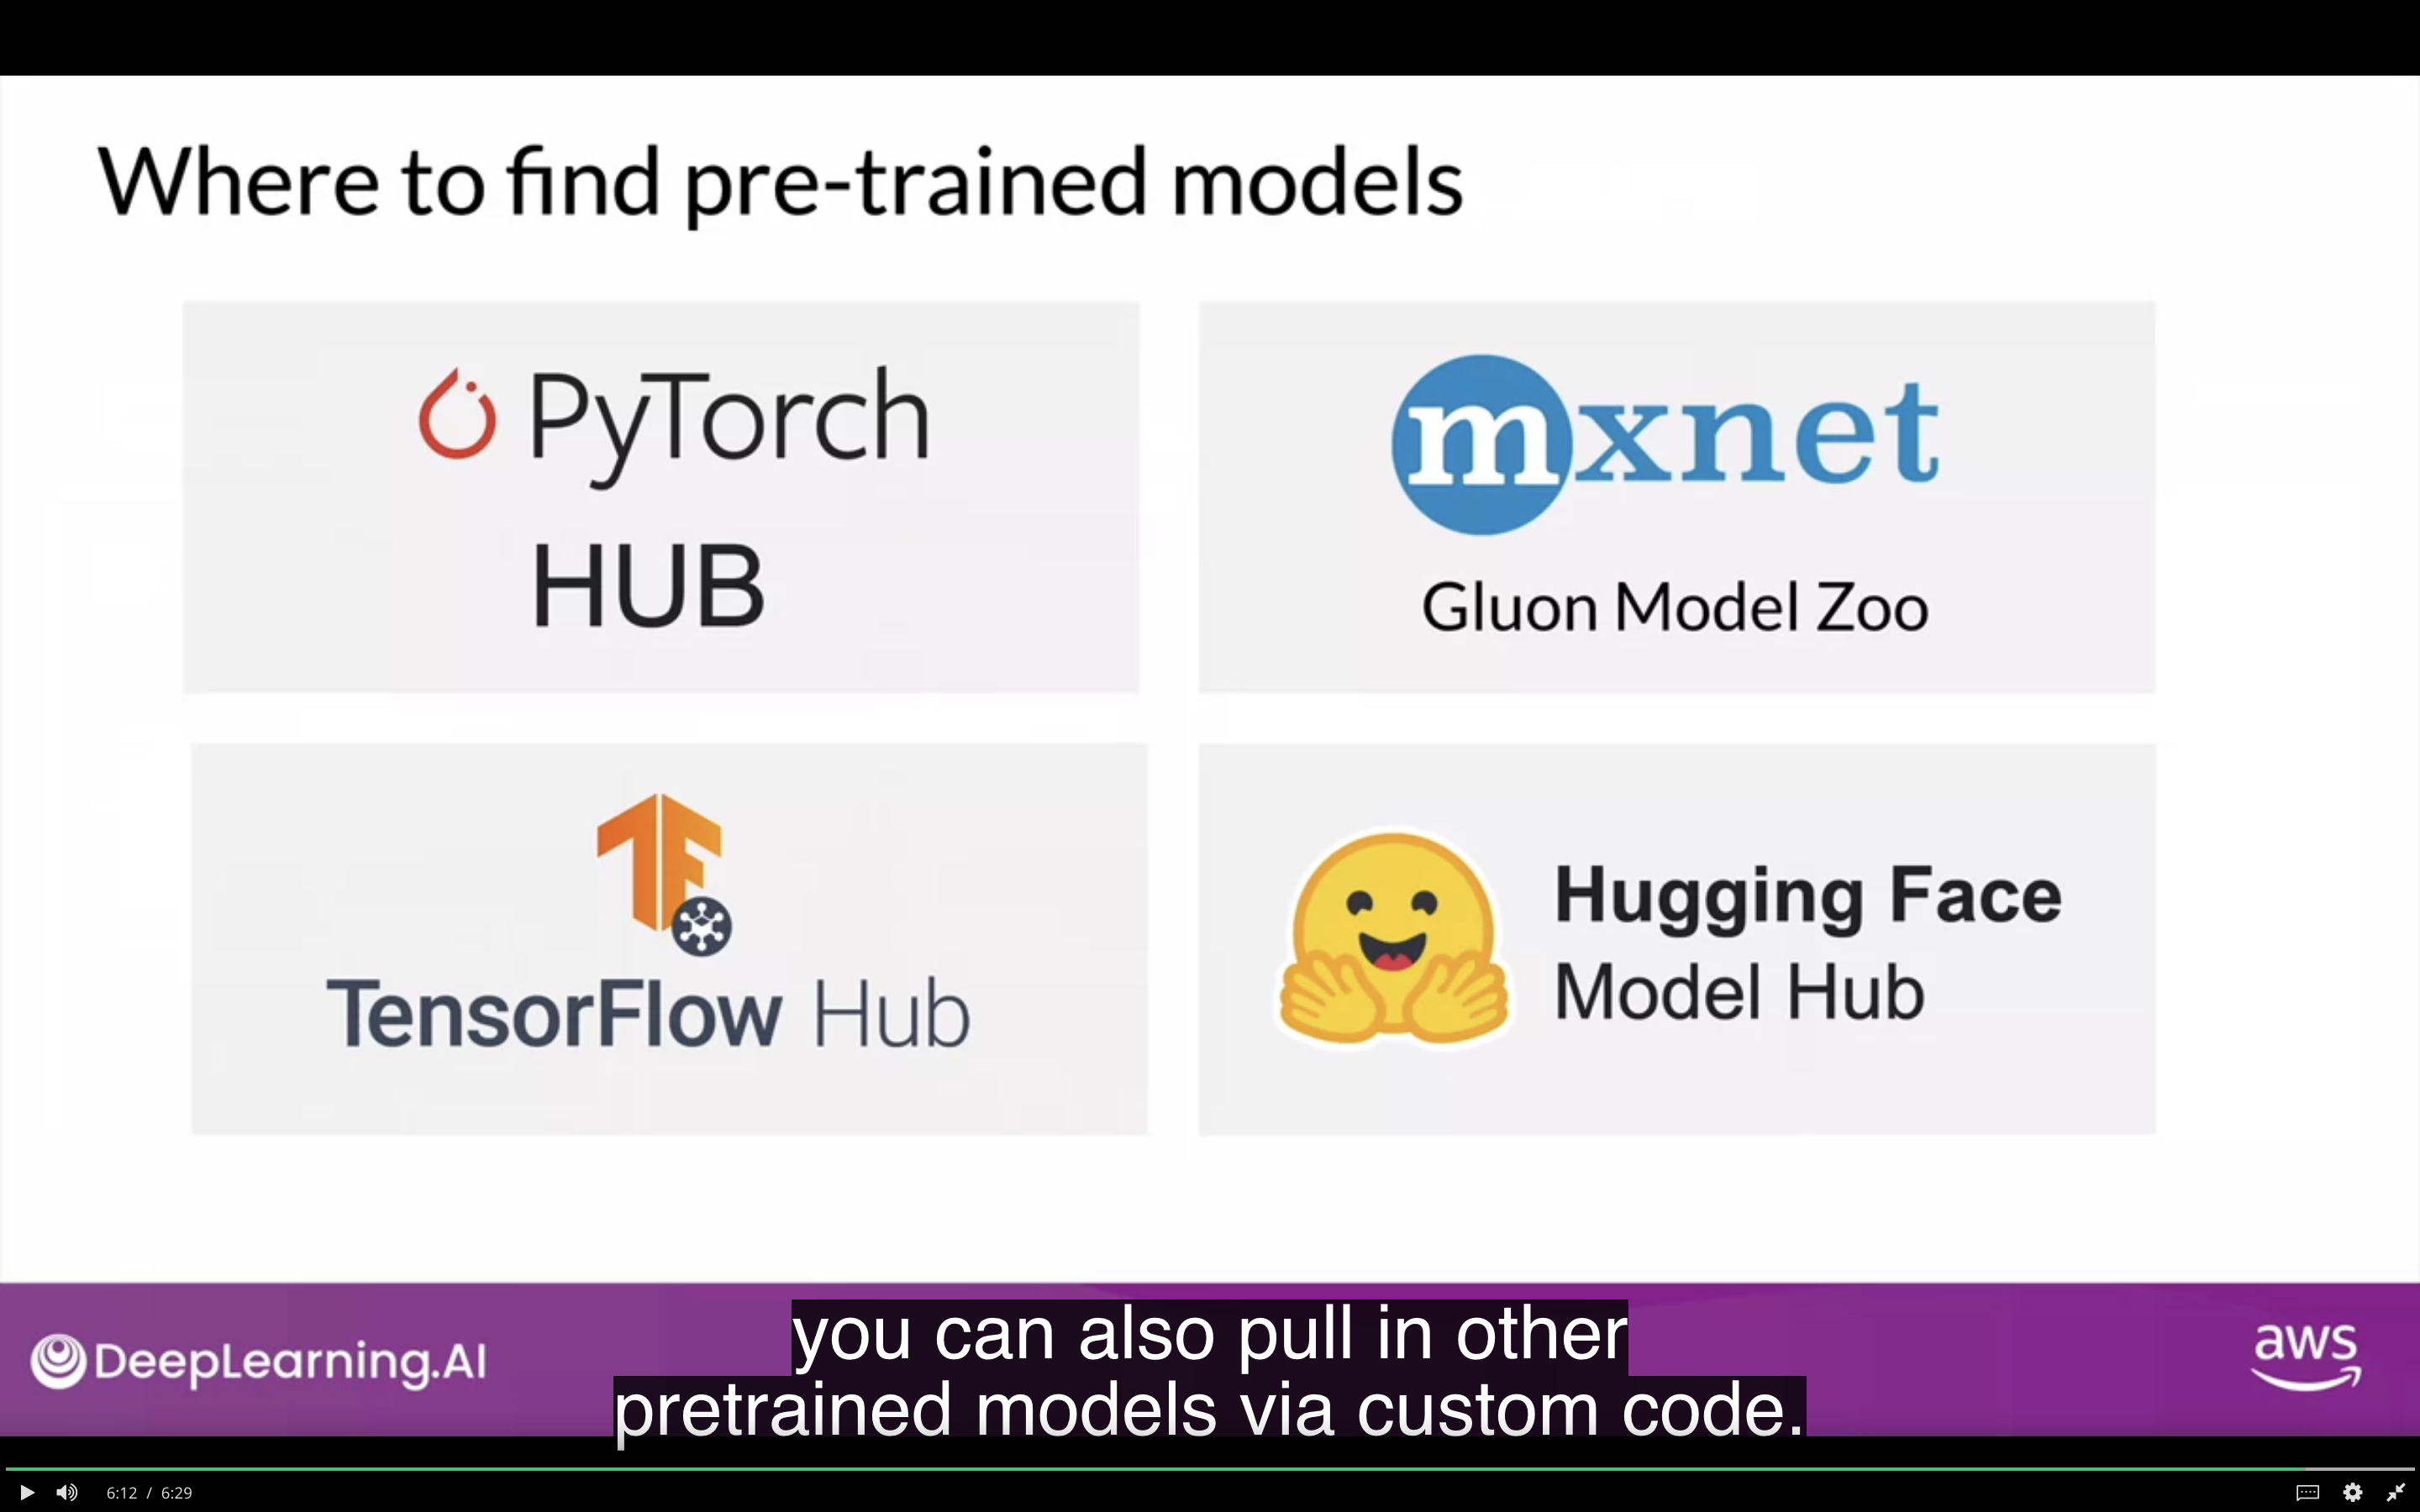 Where to find pre-trained models
PyTorch
HUB
mxnet
Gluon Model Zoo
TensorFlow Hub
Hugging Face
Model Hub
DeepLearning.AI
you can also pull in other
pretrained models via custom code.
aws
6:12 / 6:29